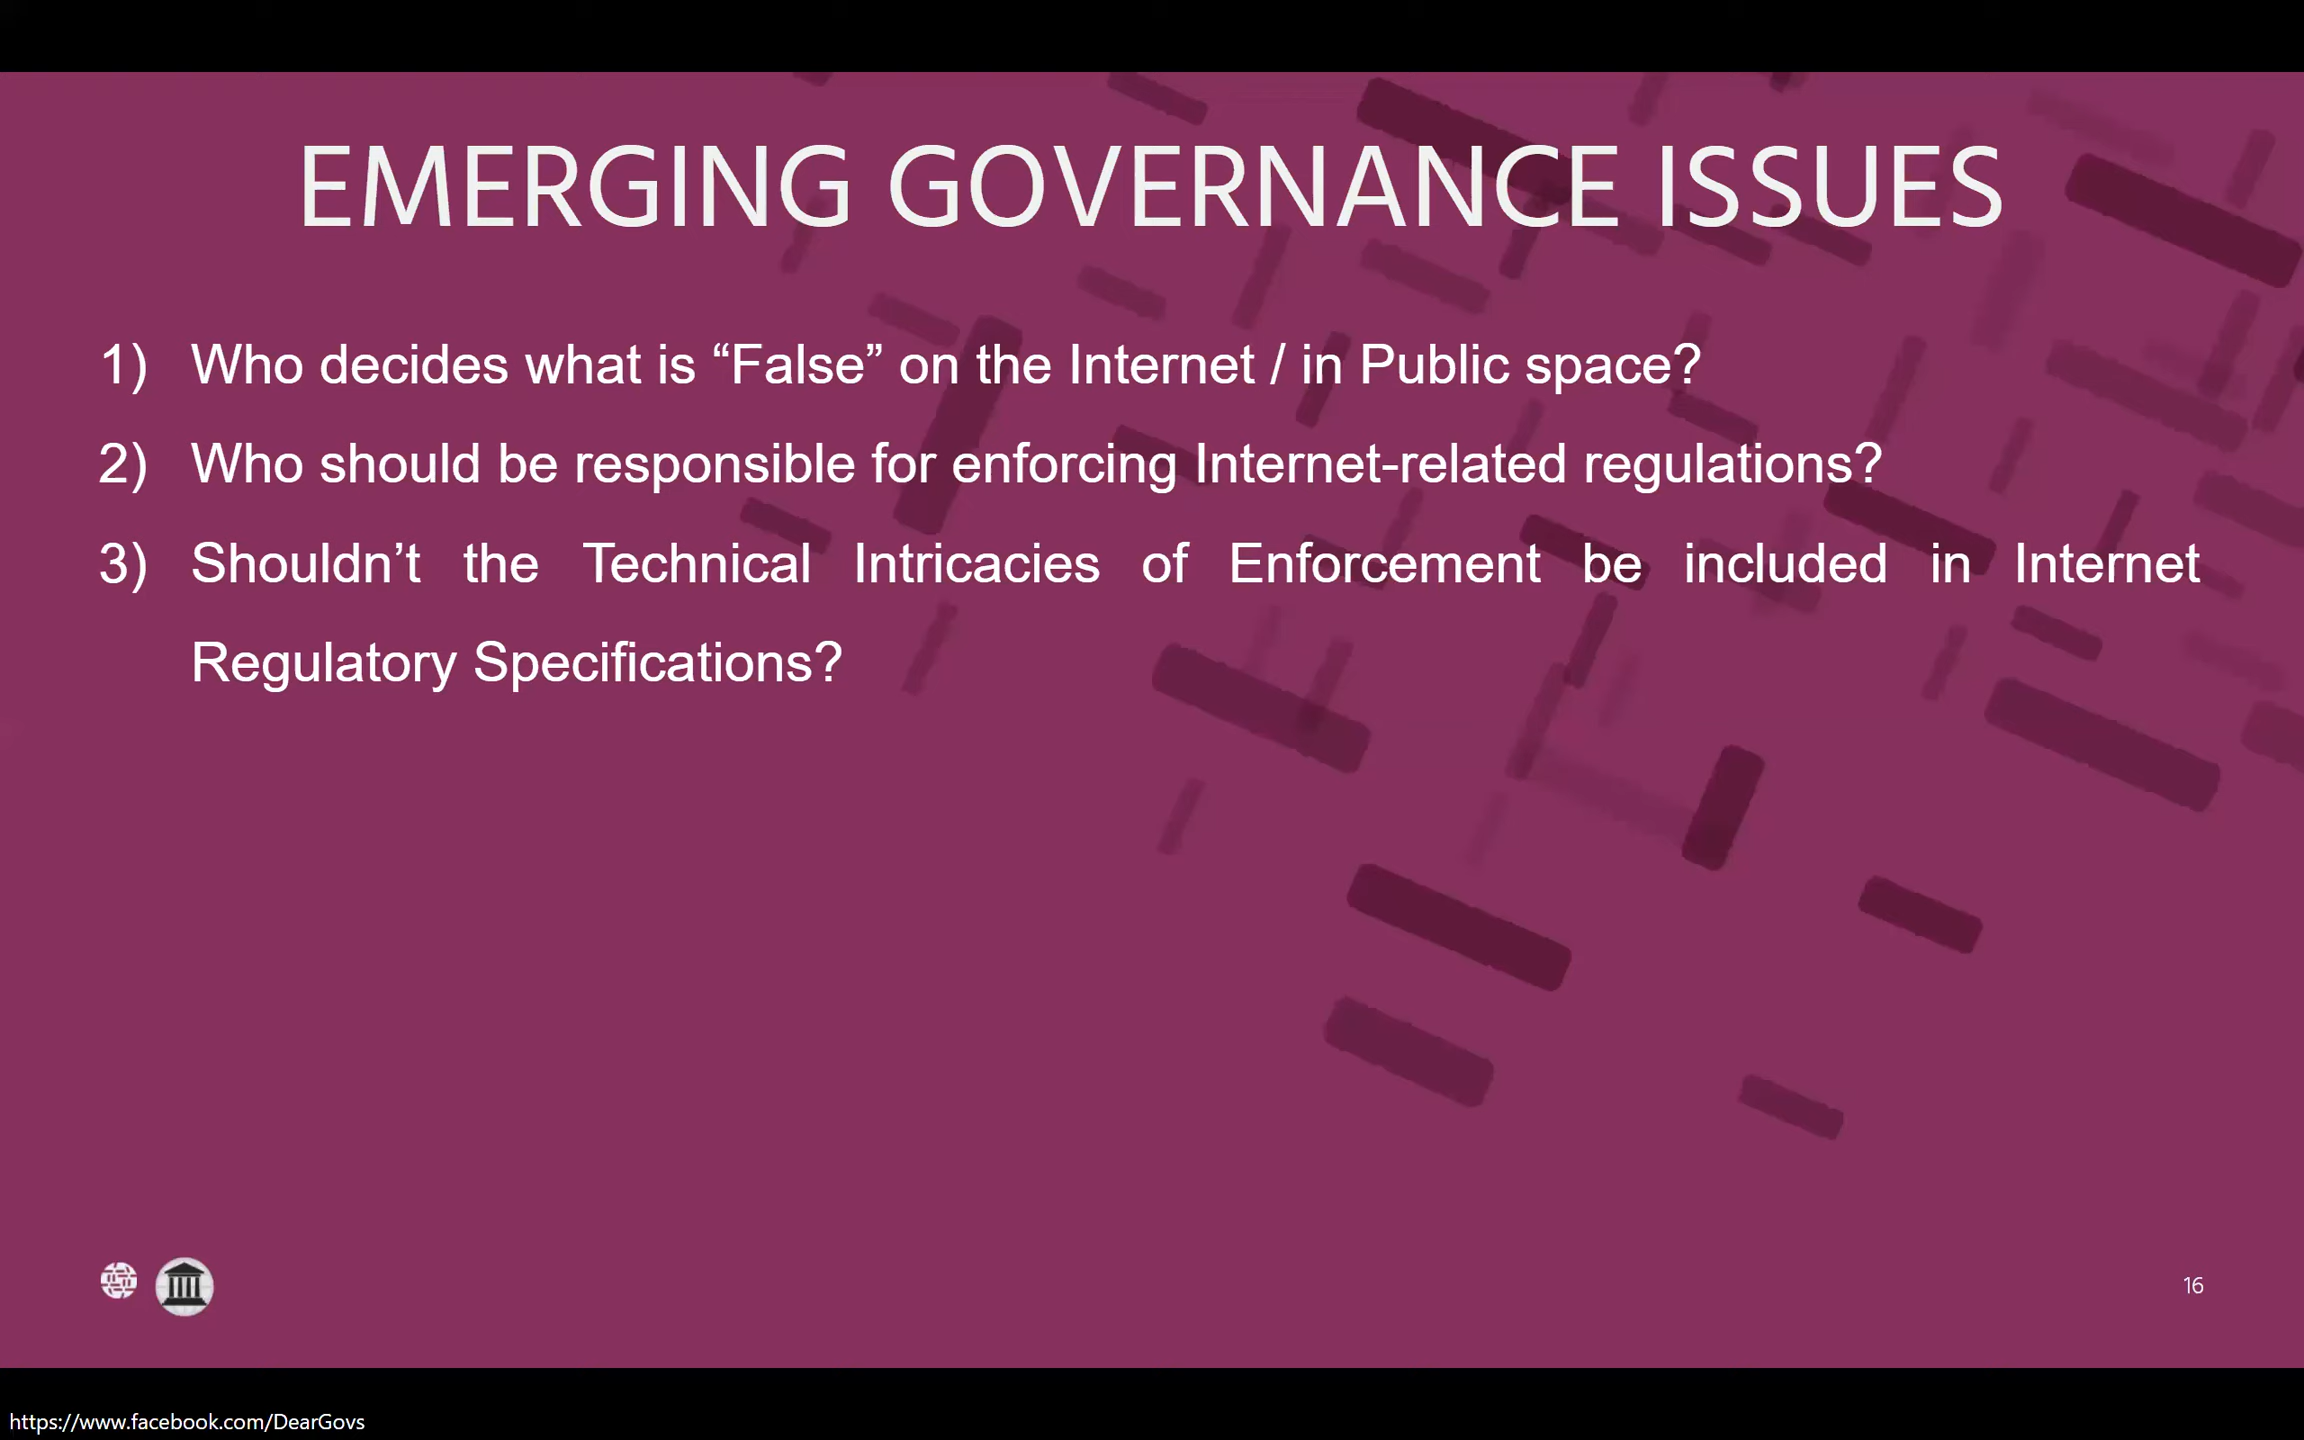 EMERGING GOVERNANCE ISSUES
1) Who decides what is “False” on the Internet / in Public space?
2) Who should be responsible for enforcing Internet-related regulations?
3) Shouldn’t the Technical Intricacies of Enforcement be included in Internet
Regulatory Specifications?
16
https://www.facebook.com/DearGovs